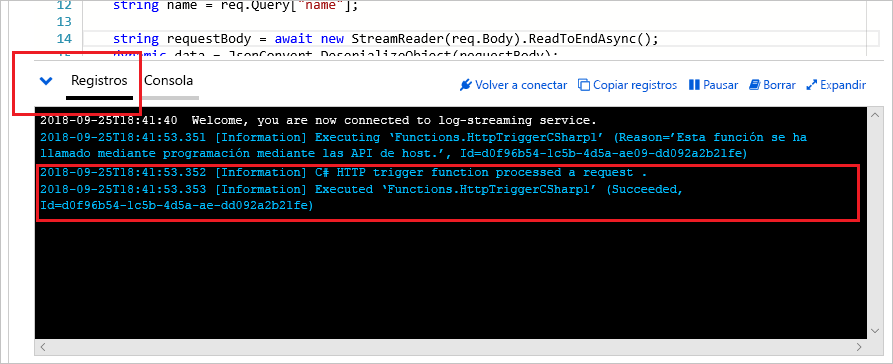 12 string name = req.Query["name"];
13
14 string requestBody = await new StreamReader(req.Body).ReadToEndAsync();
15 dynamic data = JsonConvert.DeserializeObject(requestBody);
Registros Consola Volver a conectar Copiar registros Pausar Borrar Expandir
2018-09-25T18:41:40 Welcome, you are now connected to log-streaming service.
2018-09-25T18:41:53.351 [Information] Executing ‘Functions.HttpTriggerCSharp1’ (Reason=’Esta función se ha
llamado mediante programación mediante las API de host.’, Id=d0f96b54-1c5b-4d5a-ae09-dd092a2b21fe)
2018-09-25T18:41:53.352 [Information] C# HTTP trigger function processed a request .
2018-09-25T18:41:53.353 [Information] Executed ‘Functions.HttpTriggerCSharp1’ (Succeeded,
Id=d0f96b54-1c5b-4d5a-ae-dd092a2b21fe)